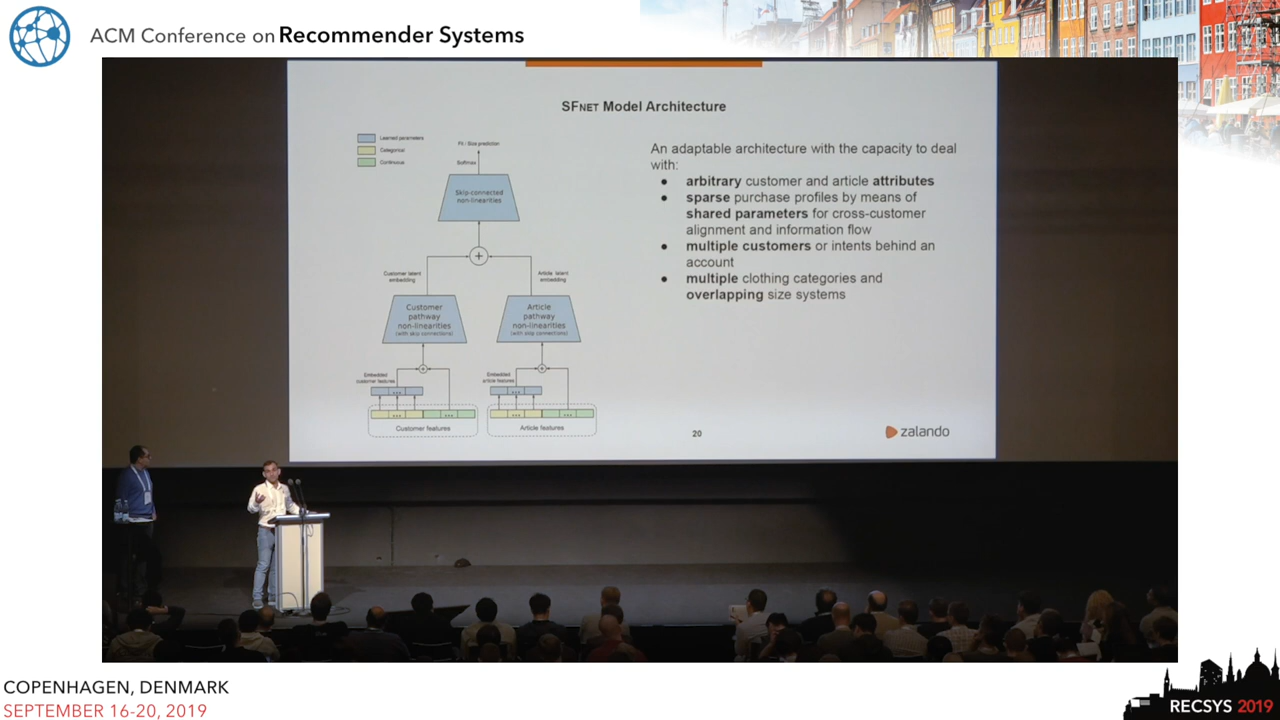 ACM Conference on Recommender Systems
SFNET Model Architecture
Learned parameters
Categorical
Continuous
Fit / Size prediction
Softmax
Skip-connected
non-linearities
+
Customer latent
embedding
Article latent
embedding
Customer
pathway
non-linearities
(with skip connections)
Article
pathway
non-linearities
(with skip connections)
Embedded
customer features
Embedded
article features
Customer features
Article features
An adaptable architecture with the capacity to deal
with:
● arbitrary customer and article attributes
● sparse purchase profiles by means of
shared parameters for cross-customer
alignment and information flow
● multiple customers or intents behind an
account
● multiple clothing categories and
overlapping size systems
20
zalando
COPENHAGEN, DENMARK
SEPTEMBER 16-20, 2019
RECSYS 2019